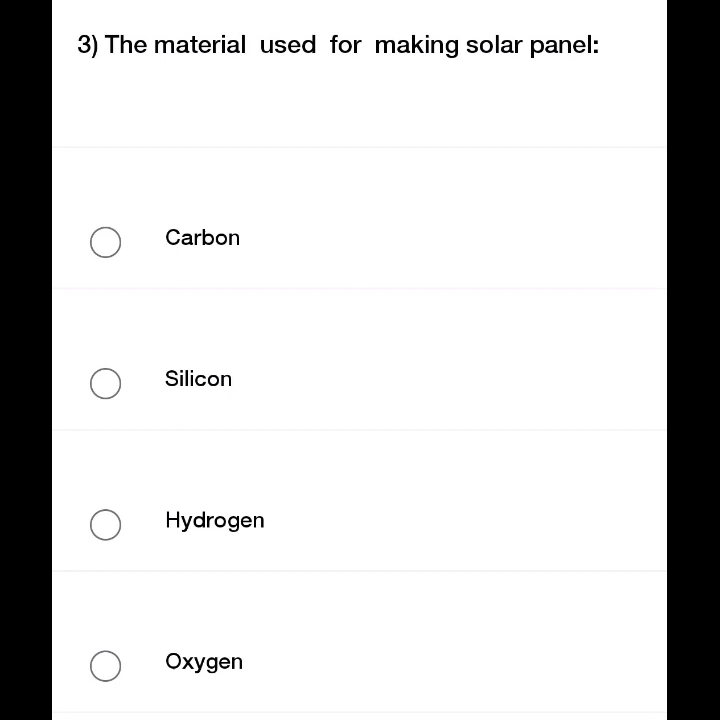 3) The material used for making solar panel:
Carbon
Silicon
Hydrogen
Oxygen